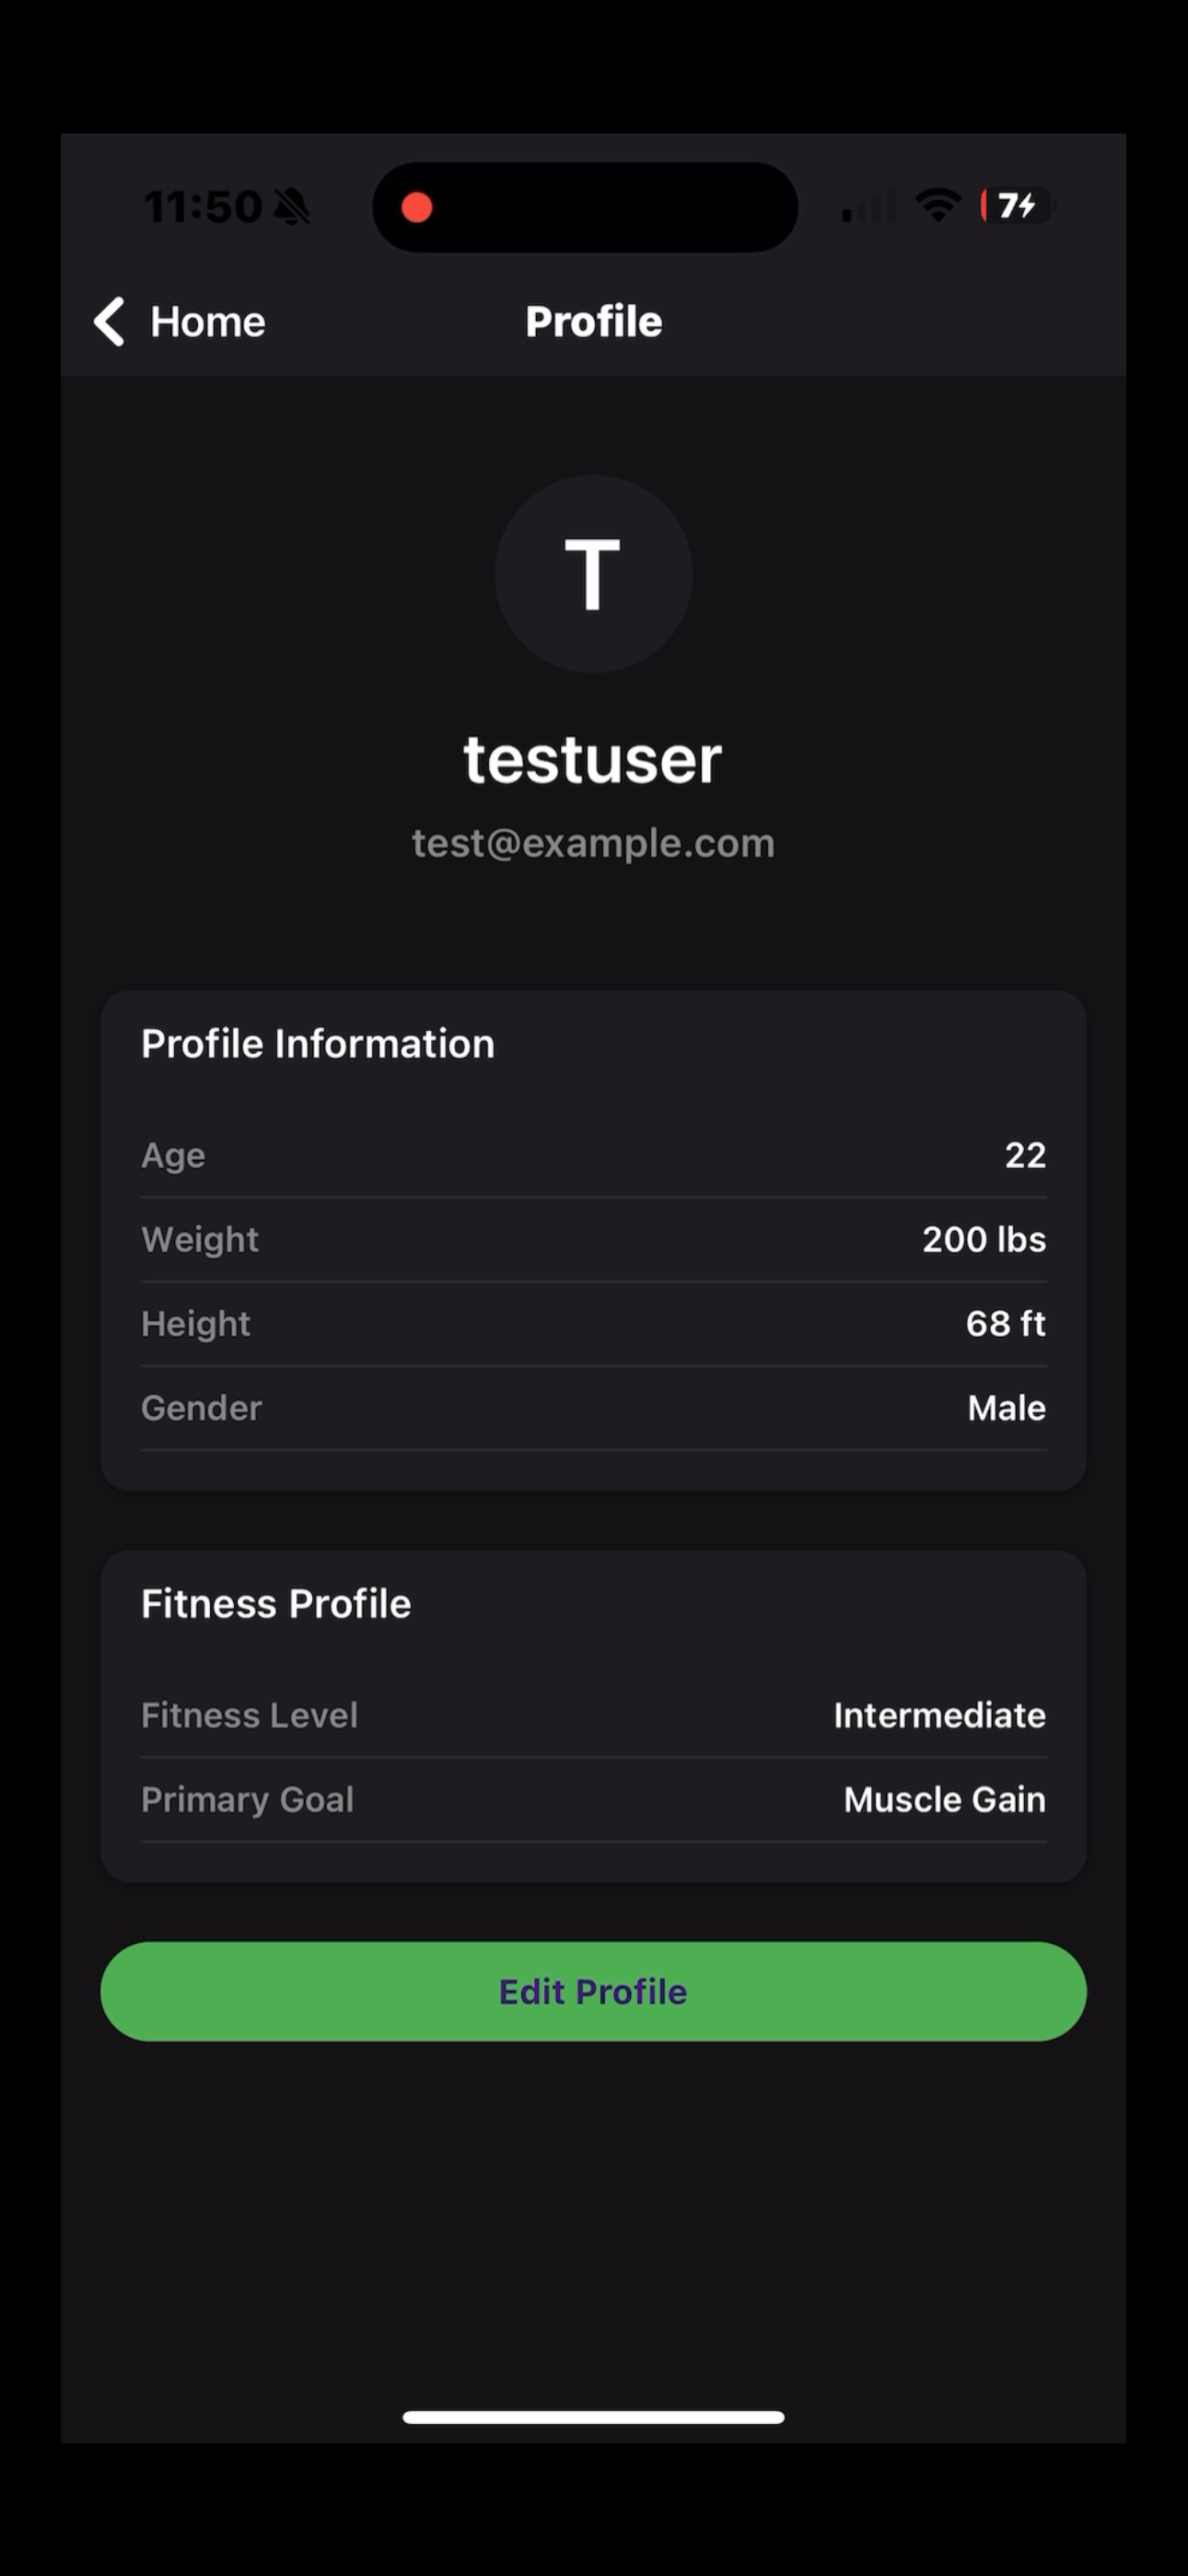 11:50
7
Home
Profile
T
testuser
test@example.com
Profile Information
Age 22
Weight 200 lbs
Height 68 ft
Gender Male
Fitness Profile
Fitness Level Intermediate
Primary Goal Muscle Gain
Edit Profile